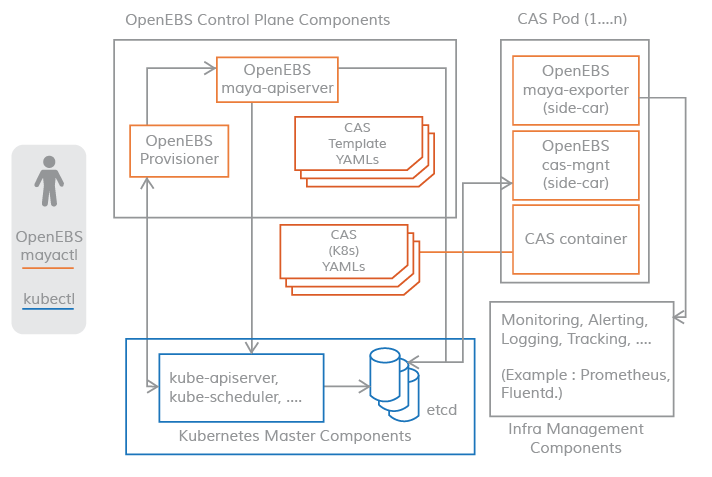 OpenEBS Control Plane Components
CAS Pod (1....n)
OpenEBS
maya-apiserver
OpenEBS
Provisioner
CAS
Template
YAMLs
OpenEBS
maya-exporter
(side-car)
OpenEBS
cas-mgnt
(side-car)
CAS container
CAS
(K8s)
YAMLs
OpenEBS
mayactl
kubectl
Monitoring, Alerting,
Logging, Tracking, ....
(Example : Prometheus,
Fluentd.)
Infra Management
Components
kube-apiserver,
kube-scheduler, ....
etcd
Kubernetes Master Components